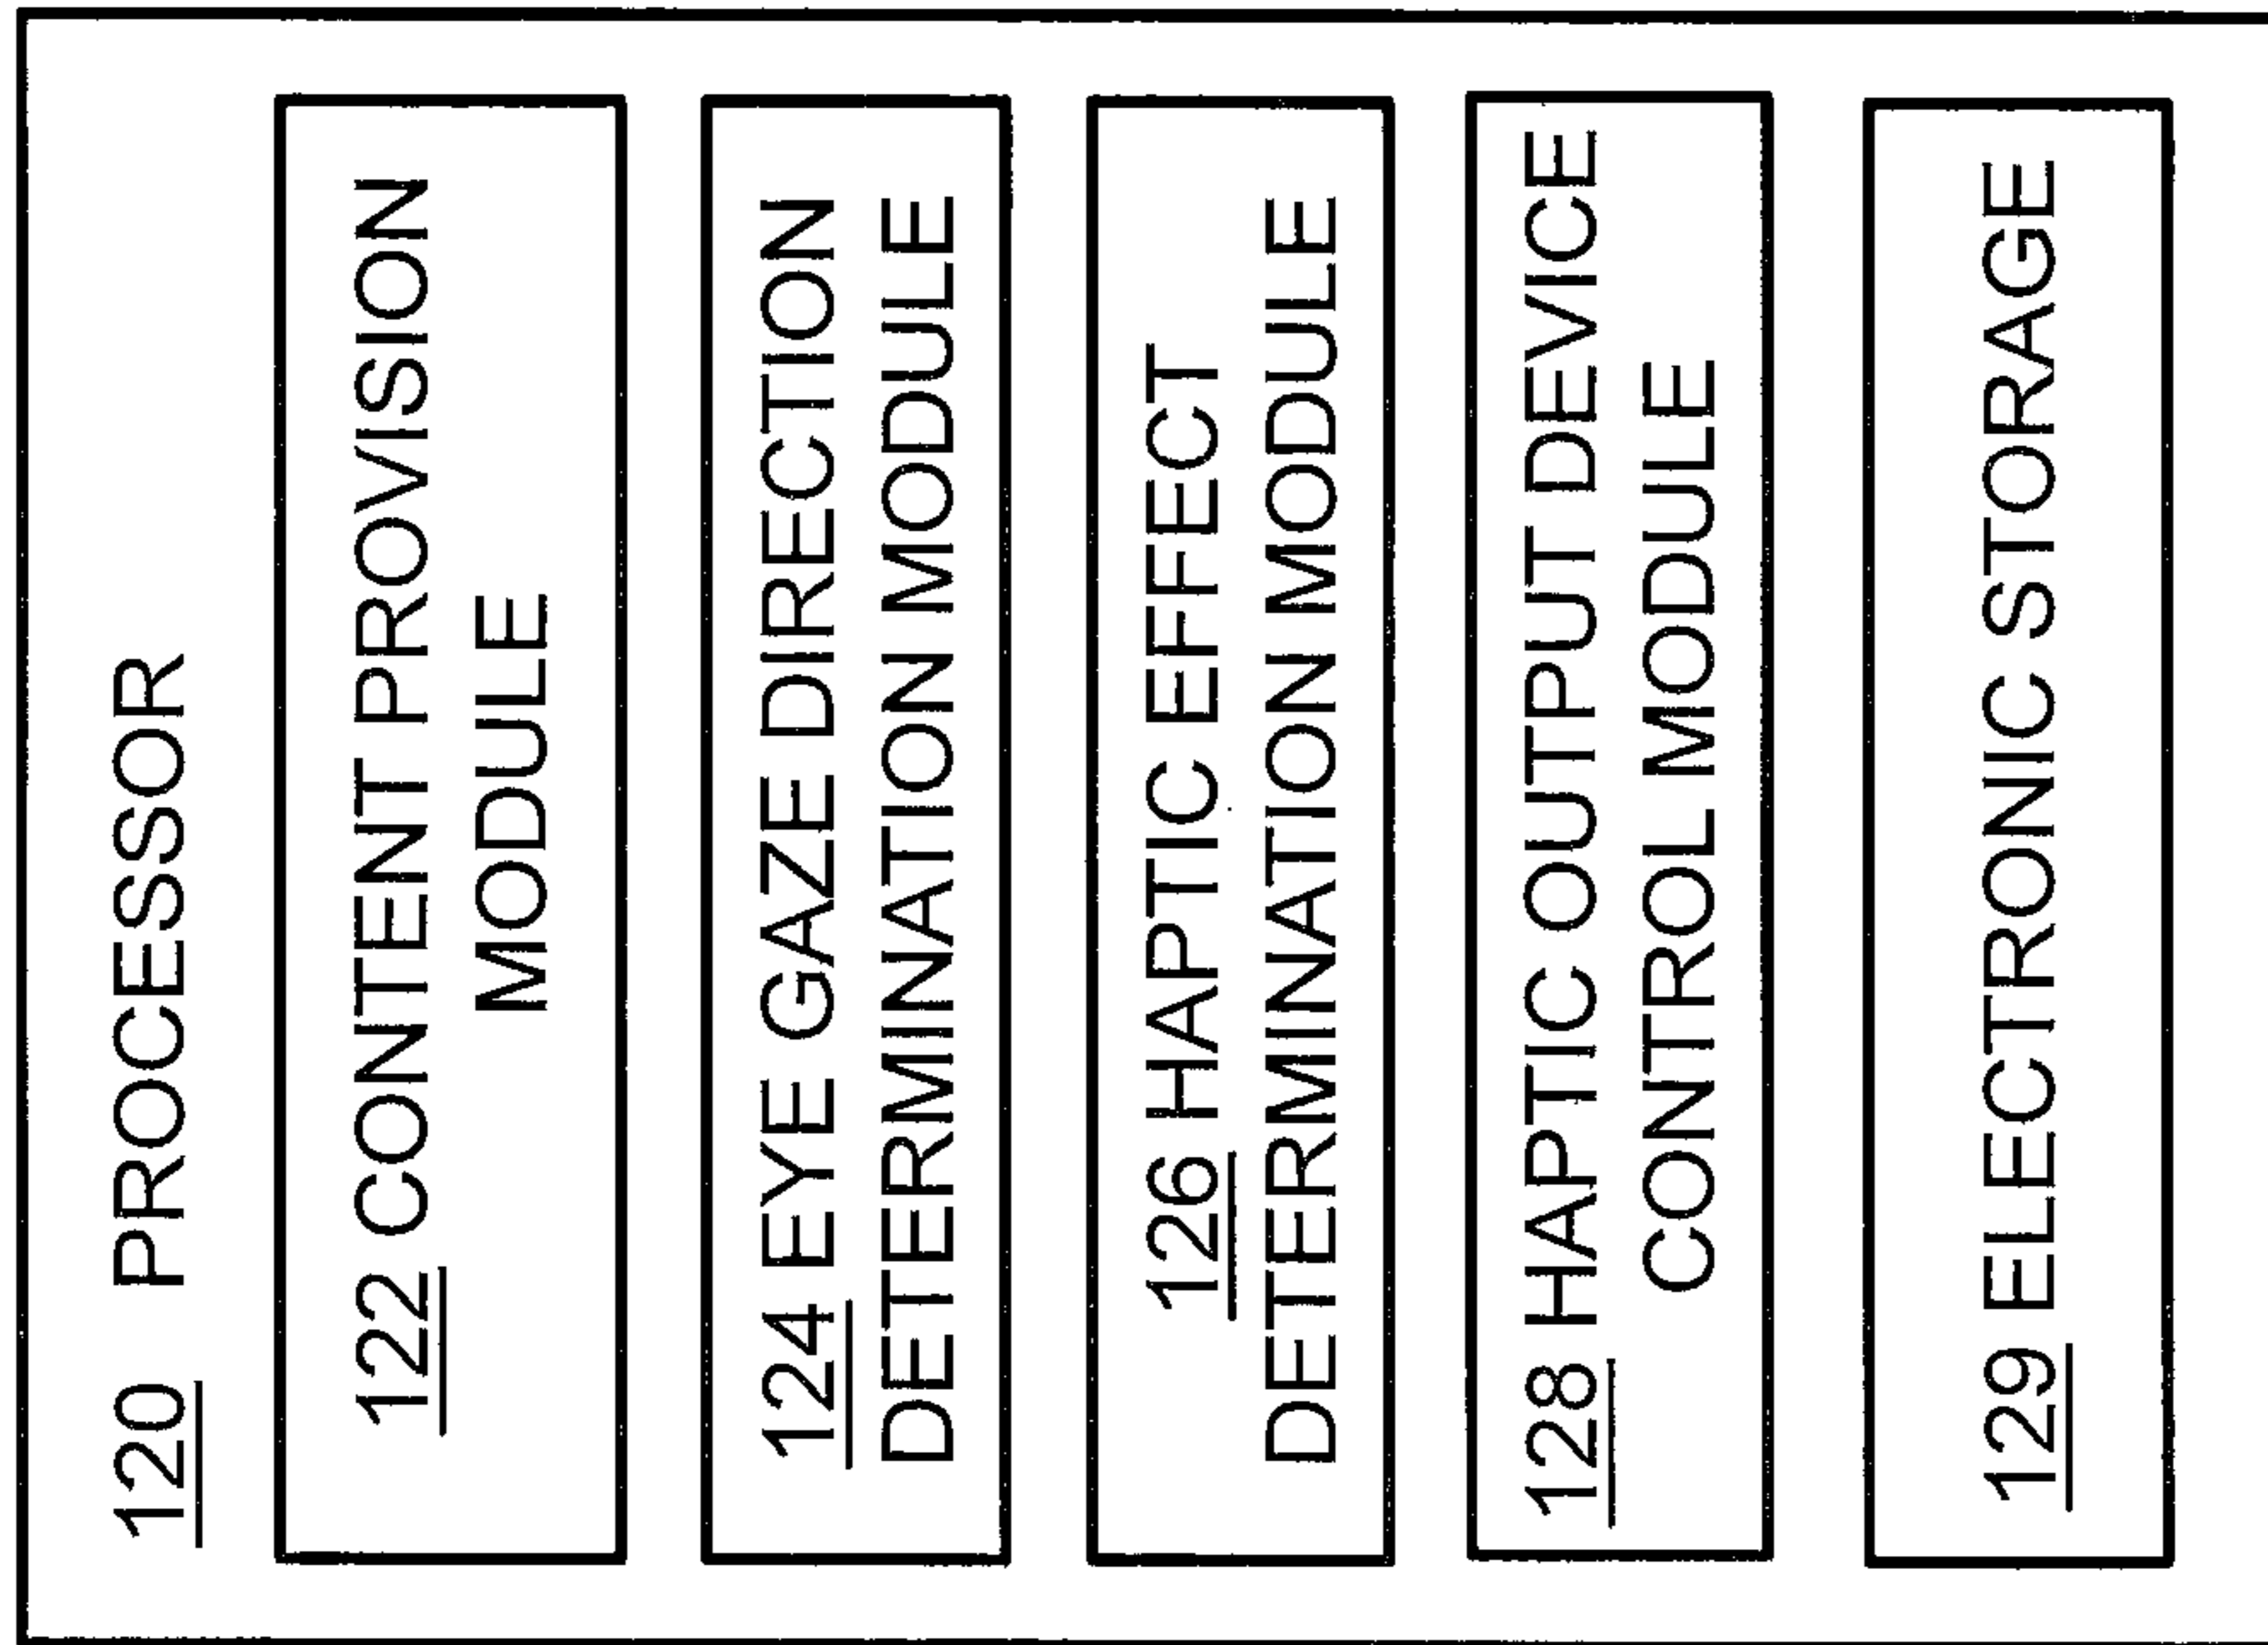 120 PROCESSOR
122 CONTENT PROVISION
MODULE
124 EYE GAZE DIRECTION
DETERMINATION MODULE
126 HAPTIC EFFECT
DETERMINATION MODULE
128 HAPTIC OUTPUT DEVICE
CONTROL MODULE
129 ELECTRONIC STORAGE